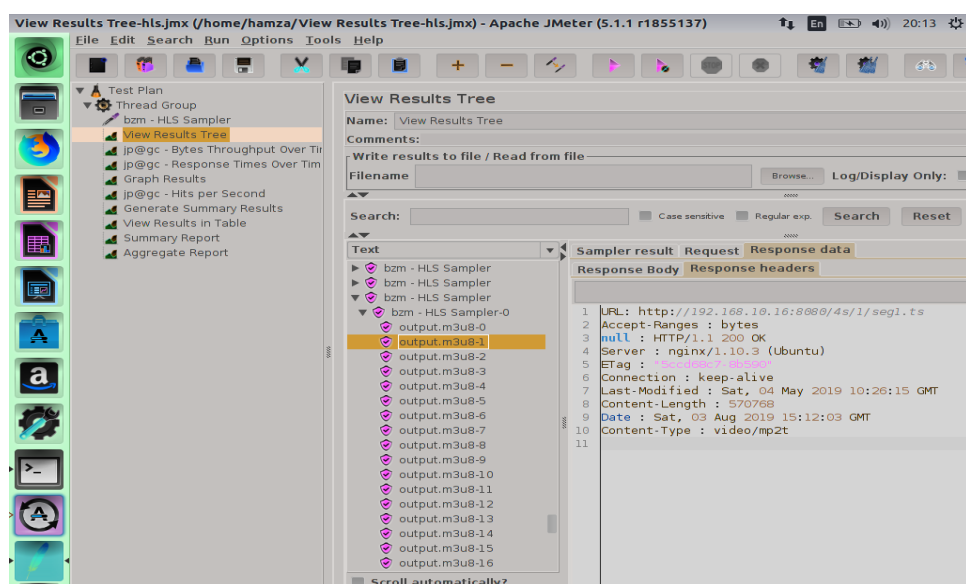 View Results Tree-hls.jmx (/home/hamza/View Results Tree-hls.jmx) - Apache JMeter (5.1.1 r1855137)
En
20:13
File Edit Search Run Options Tools Help
Test Plan
Thread Group
bzm - HLS Sampler
View Results Tree
jp@gc - Bytes Throughput Over Tir
jp@gc - Response Times Over Tim
Graph Results
jp@gc - Hits per Second
Generate Summary Results
View Results in Table
Summary Report
Aggregate Report
View Results Tree
Name: View Results Tree
Comments:
Write results to file / Read from file
Filename Browse... Log/Display Only:
Search: Case sensitive Regular exp. Search Reset
Text
bzm - HLS Sampler
bzm - HLS Sampler
bzm - HLS Sampler
bzm - HLS Sampler-0
output.m3u8-0
output.m3u8-1
output.m3u8-2
output.m3u8-3
output.m3u8-4
output.m3u8-5
output.m3u8-6
output.m3u8-7
output.m3u8-8
output.m3u8-9
output.m3u8-10
output.m3u8-11
output.m3u8-12
output.m3u8-13
output.m3u8-14
output.m3u8-15
output.m3u8-16
Scroll automatically?
Sampler result Request Response data
Response Body Response headers
1 URL: http://192.168.10.16:8080/4s/1/seg1.ts
2 Accept-Ranges : bytes
3 null : HTTP/1.1 200 OK
4 Server : nginx/1.10.3 (Ubuntu)
5 ETag : "5ccd68c7-8b590"
6 Connection : keep-alive
7 Last-Modified : Sat, 04 May 2019 10:26:15 GMT
8 Content-Length : 570768
9 Date : Sat, 03 Aug 2019 15:12:03 GMT
10 Content-Type : video/mp2t
11